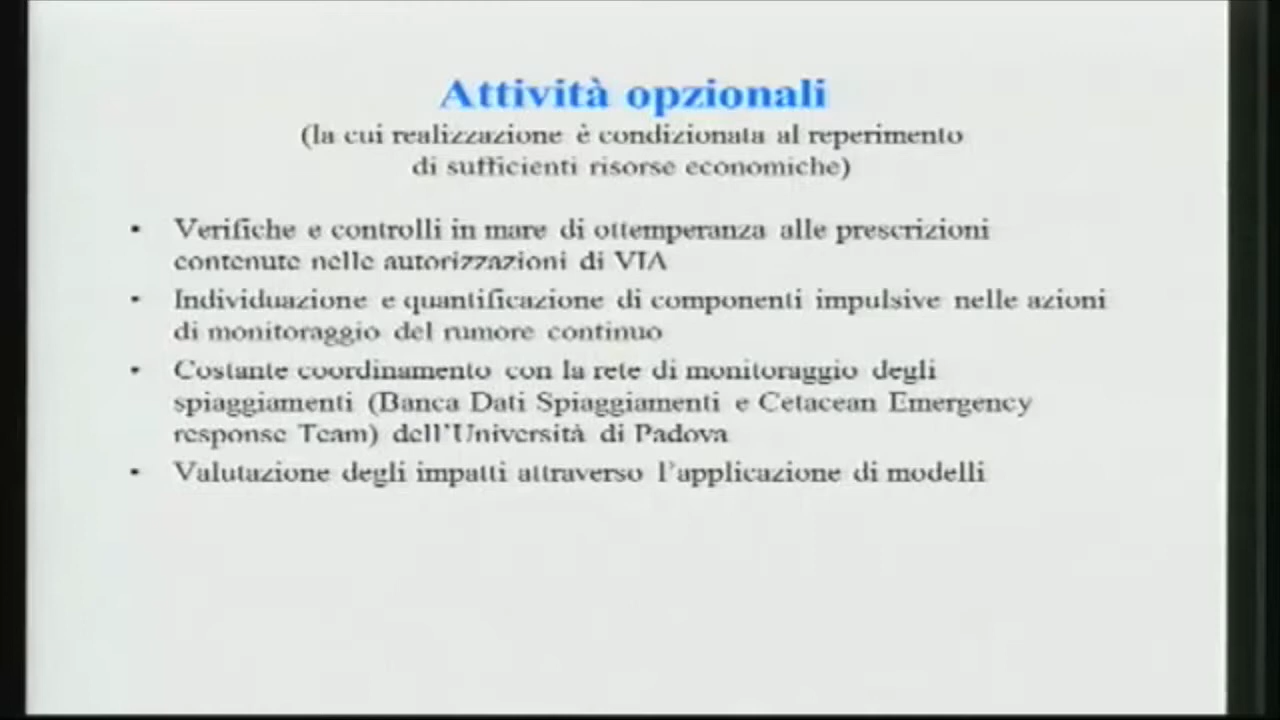 Attività opzionali
(la cui realizzazione è condizionata al reperimento
di sufficienti risorse economiche)
• Verifiche e controlli in mare di ottemperanza alle prescrizioni
contenute nelle autorizzazioni di VIA
• Individuazione e quantificazione di componenti impulsive nelle azioni
di monitoraggio del rumore continuo
• Costante coordinamento con la rete di monitoraggio degli
spiaggiamenti (Banca Dati Spiaggiamenti e Cetacean Emergency
response Team) dell'Università di Padova
• Valutazione degli impatti attraverso l'applicazione di modelli